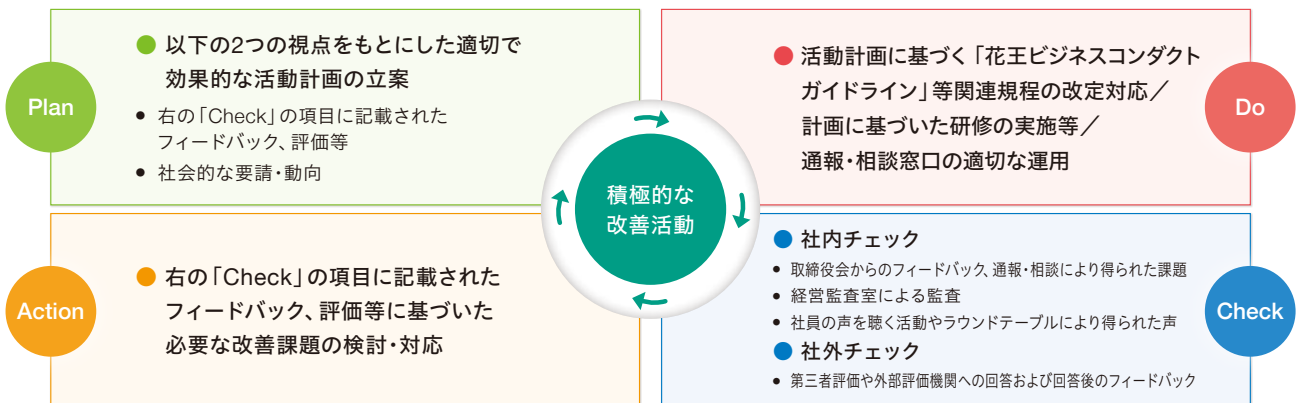 Plan
● 以下の2つの視点をもとにした適切で
効果的な活動計画の立案
• 右の「Check」の項目に記載された
フィードバック、評価等
• 社会的な要請・動向
● 活動計画に基づく「花王ビジネスコンダクト
ガイドライン」等関連規程の改定対応／
計画に基づいた研修の実施等／
通報・相談窓口の適切な運用
Do
積極的な
改善活動
Action
● 右の「Check」の項目に記載された
フィードバック、評価等に基づいた
必要な改善課題の検討・対応
● 社内チェック
• 取締役会からのフィードバック、通報・相談により得られた課題
• 経営監査室による監査
• 社員の声を聴く活動やラウンドテーブルにより得られた声
● 社外チェック
• 第三者評価や外部評価機関への回答および回答後のフィードバック
Check